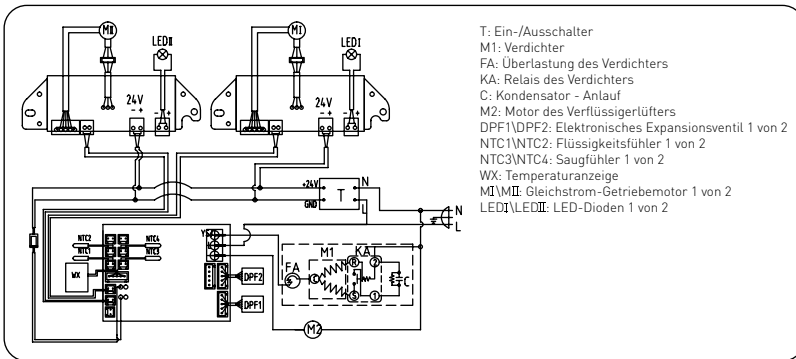 MⅡ
LEDⅡ
24V
- +
- +
MⅠ
LEDⅠ
24V
- +
- +
+24V
GND
T
N
N
L
NTC1
NTC2
NTC4
NTC3
WX
YS
L
DPF2
DPF1
FA
M1
KA
C
R
S
2
1
C
M2
T: Ein-/Ausschalter
M1: Verdichter
FA: Überlastung des Verdichters
KA: Relais des Verdichters
C: Kondensator - Anlauf
M2: Motor des Verflüssigerlüfters
DPF1\DPF2: Elektronisches Expansionsventil 1 von 2
NTC1\NTC2: Flüssigkeitsfühler 1 von 2
NTC3\NTC4: Saugfühler 1 von 2
WX: Temperaturanzeige
MⅠ\MⅡ: Gleichstrom-Getriebemotor 1 von 2
LEDⅠ\LEDⅡ: LED-Dioden 1 von 2